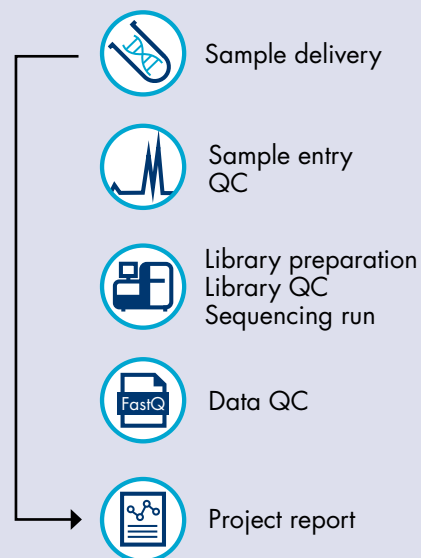 Sample delivery
Sample entry
QC
Library preparation
Library QC
Sequencing run
FastQ
Data QC
Project report